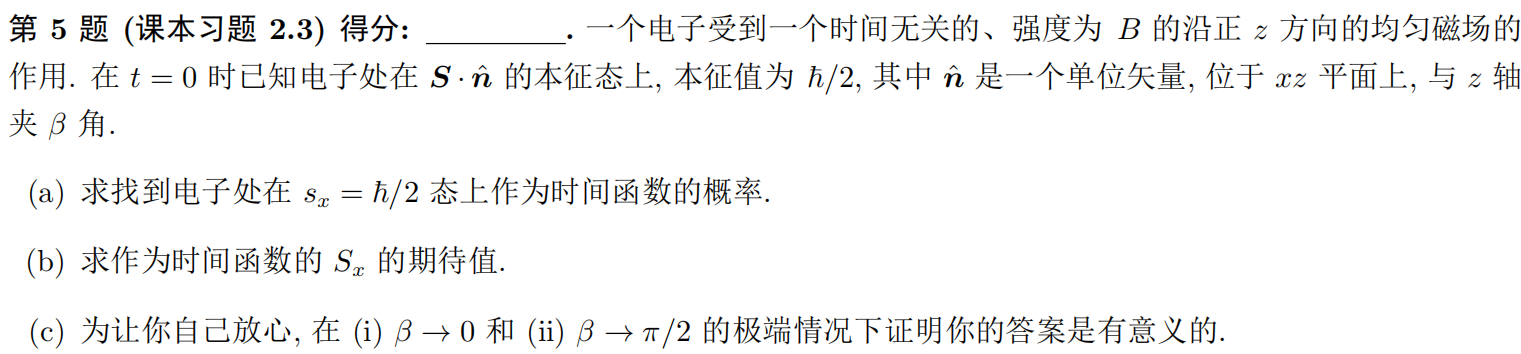 第 5 题 (课本习题 2.3) 得分: ________. 一个电子受到一个时间无关的、强度为 B 的沿正 z 方向的均匀磁场的
作用. 在 t = 0 时已知电子处在 S · n̂ 的本征态上, 本征值为 ħ/2, 其中 n̂ 是一个单位矢量, 位于 xz 平面上, 与 z 轴
夹 β 角.
(a) 求找到电子处在 sₓ = ħ/2 态上作为时间函数的概率.
(b) 求作为时间函数的 Sₓ 的期待值.
(c) 为让你自己放心, 在 (i) β → 0 和 (ii) β → π/2 的极端情况下证明你的答案是有意义的.